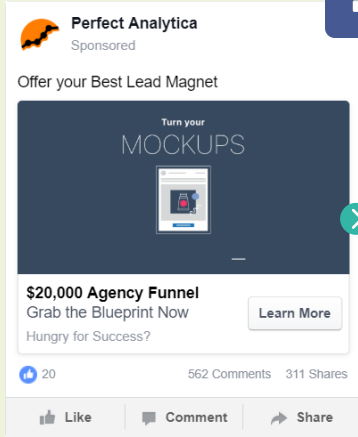 Perfect Analytica
Sponsored
Offer your Best Lead Magnet
Turn your
MOCKUPS
$20,000 Agency Funnel
Grab the Blueprint Now
Learn More
Hungry for Success?
20
562 Comments 311 Shares
Like Comment Share